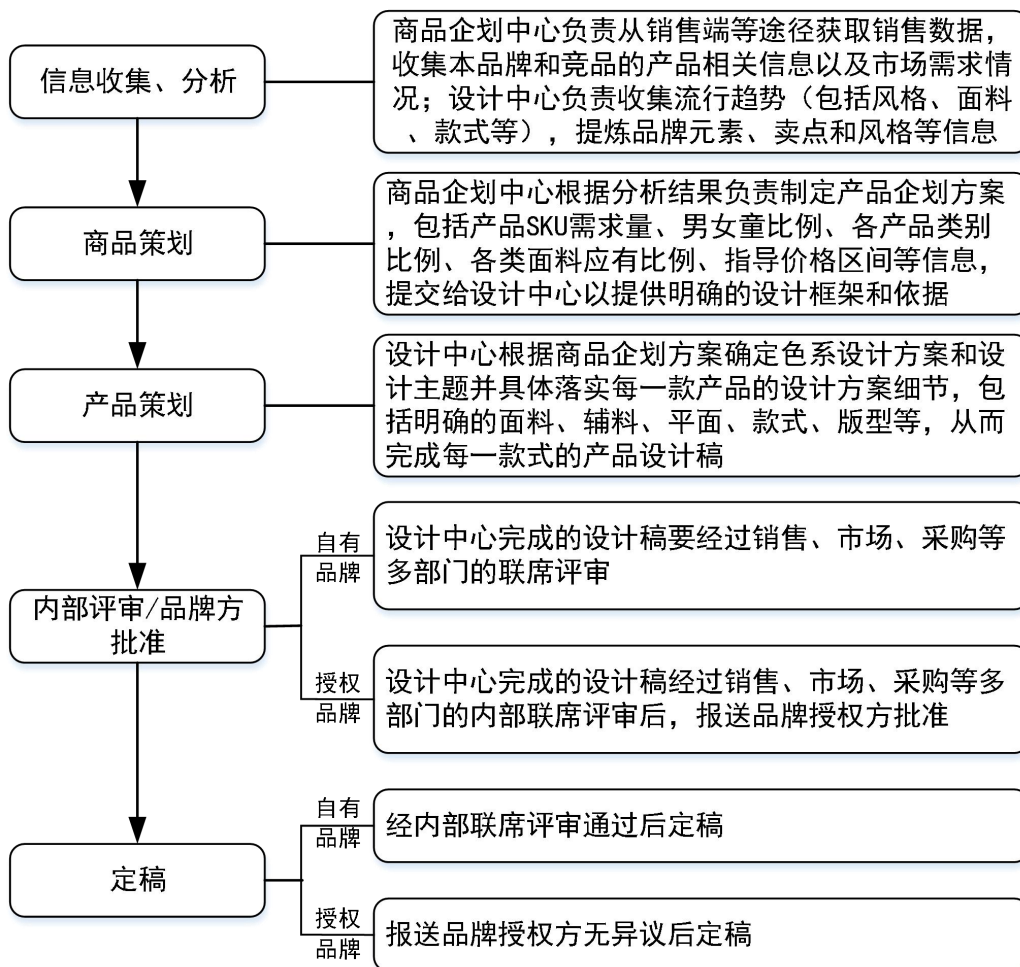 信息收集、分析
商品企划中心负责从销售端等途径获取销售数据，
收集本品牌和竞品的产品相关信息以及市场需求情
况；设计中心负责收集流行趋势（包括风格、面料
、款式等），提炼品牌元素、卖点和风格等信息
商品策划
商品企划中心根据分析结果负责制定产品企划方案
，包括产品SKU需求量、男女童比例、各产品类别
比例、各类面料应有比例、指导价格区间等信息，
提交给设计中心以提供明确的设计框架和依据
产品策划
设计中心根据商品企划方案确定色系设计方案和设
计主题并具体落实每一款产品的设计方案细节，包
括明确的面料、辅料、平面、款式、版型等，从而
完成每一款式的产品设计稿
内部评审/品牌方
批准
自有
品牌
设计中心完成的设计稿要经过销售、市场、采购等
多部门的联席评审
授权
品牌
设计中心完成的设计稿经过销售、市场、采购等多
部门的内部联席评审后，报送品牌授权方批准
定稿
自有
品牌
经内部联席评审通过后定稿
授权
品牌
报送品牌授权方无异议后定稿